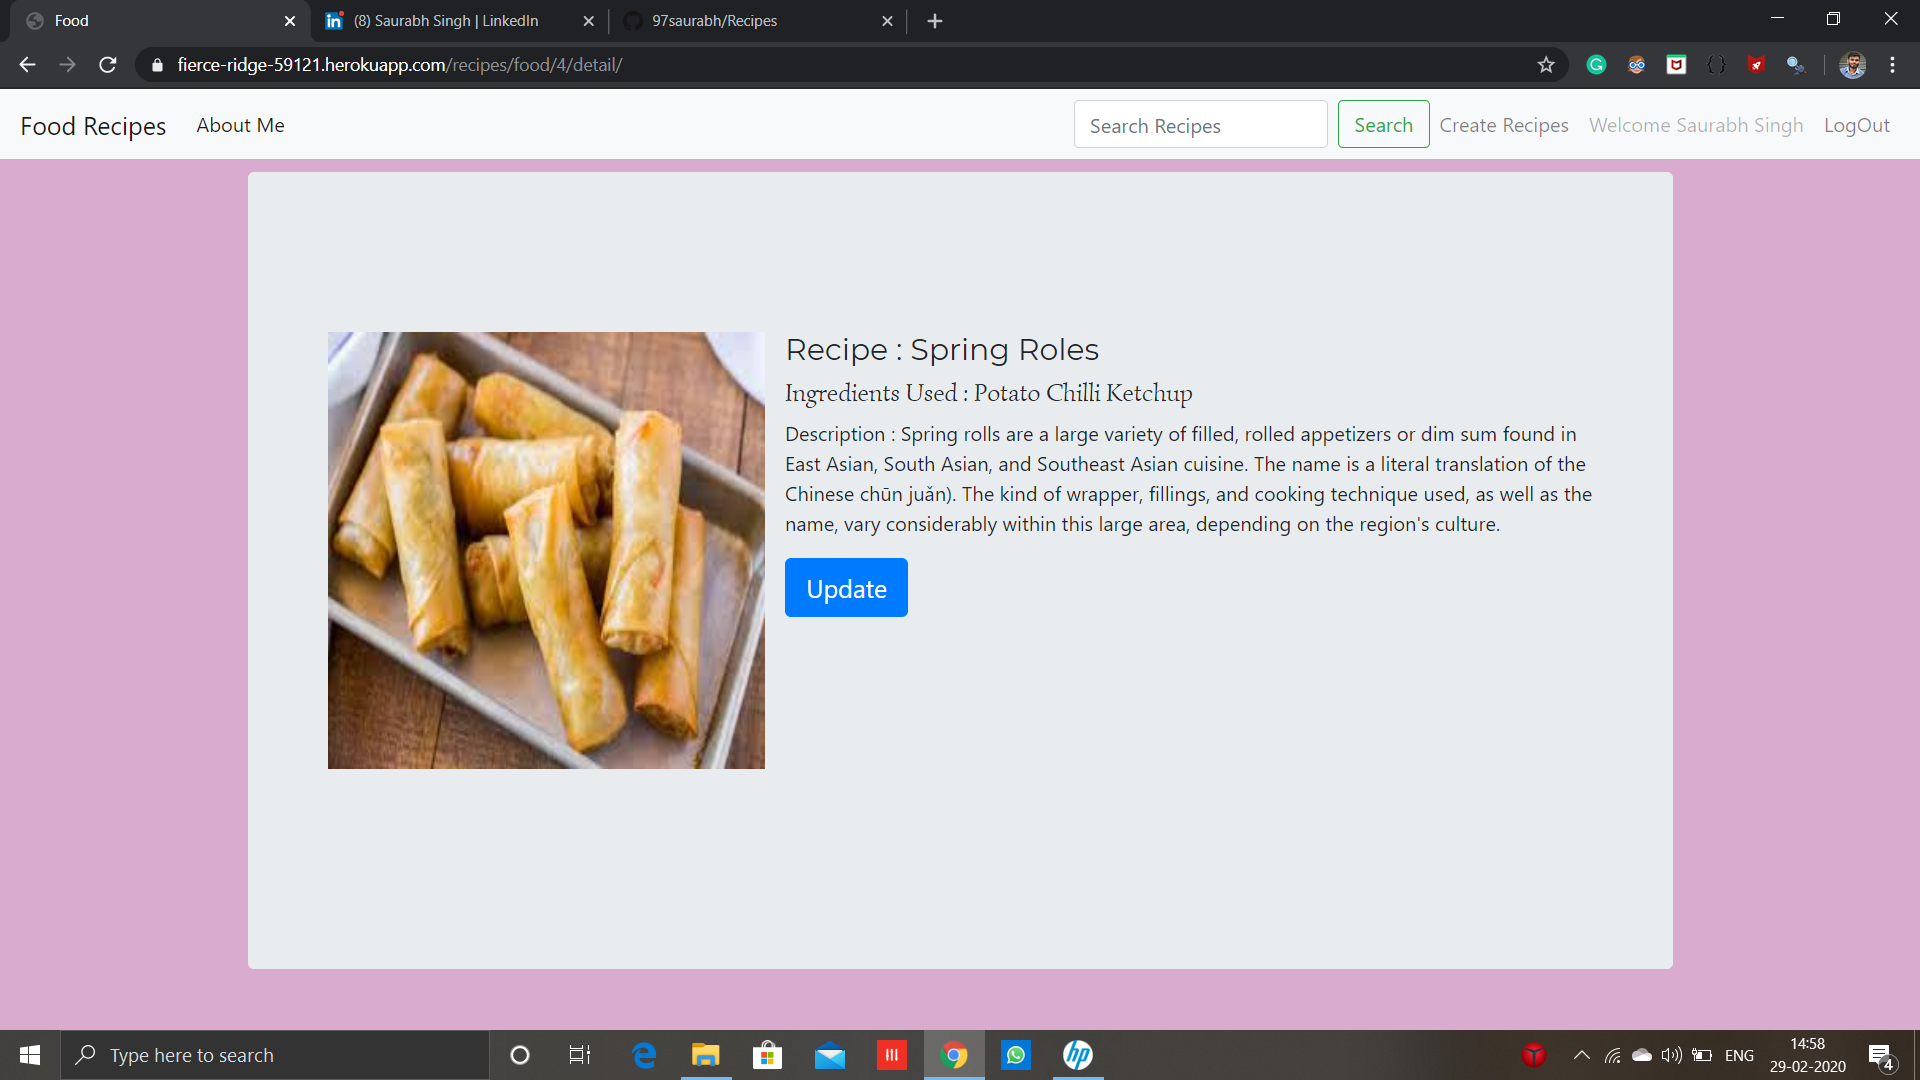 Food
(8) Saurabh Singh | LinkedIn
97saurabh/Recipes
fierce-ridge-59121.herokuapp.com/recipes/food/4/detail/
Food Recipes
About Me
Search Recipes
Search
Create Recipes
Welcome Saurabh Singh
LogOut
Recipe : Spring Roles
Ingredients Used : Potato Chilli Ketchup
Description : Spring rolls are a large variety of filled, rolled appetizers or dim sum found in
East Asian, South Asian, and Southeast Asian cuisine. The name is a literal translation of the
Chinese chūn juǎn). The kind of wrapper, fillings, and cooking technique used, as well as the
name, vary considerably within this large area, depending on the region's culture.
Update
Type here to search
ENG
14:58
29-02-2020
4